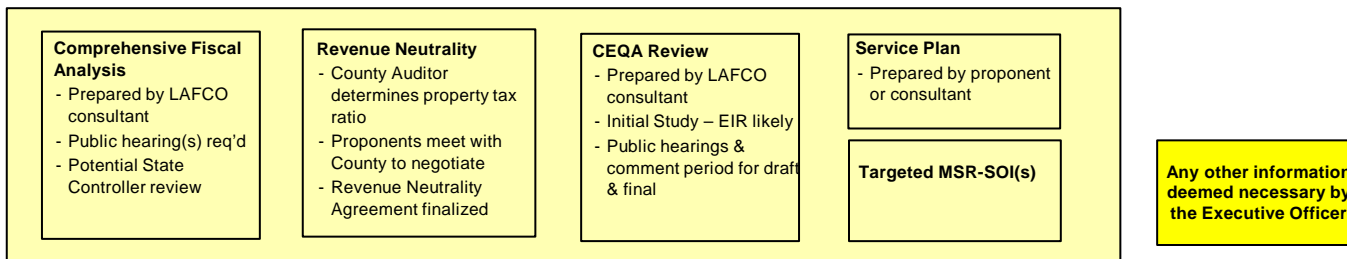 Comprehensive Fiscal
Analysis
- Prepared by LAFCO
consultant
- Public hearing(s) req'd
- Potential State
Controller review
Revenue Neutrality
- County Auditor
determines property tax
ratio
- Proponents meet with
County to negotiate
- Revenue Neutrality
Agreement finalized
CEQA Review
- Prepared by LAFCO
consultant
- Initial Study – EIR likely
- Public hearings &
comment period for draft
& final
Service Plan
- Prepared by proponent
or consultant
Targeted MSR-SOI(s)
Any other information
deemed necessary by
the Executive Officer